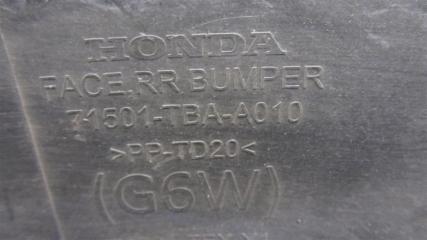 HONDA
FACE,RR.BUMPER
71501-TBA-A010
>PP-TD20<
(G6W)